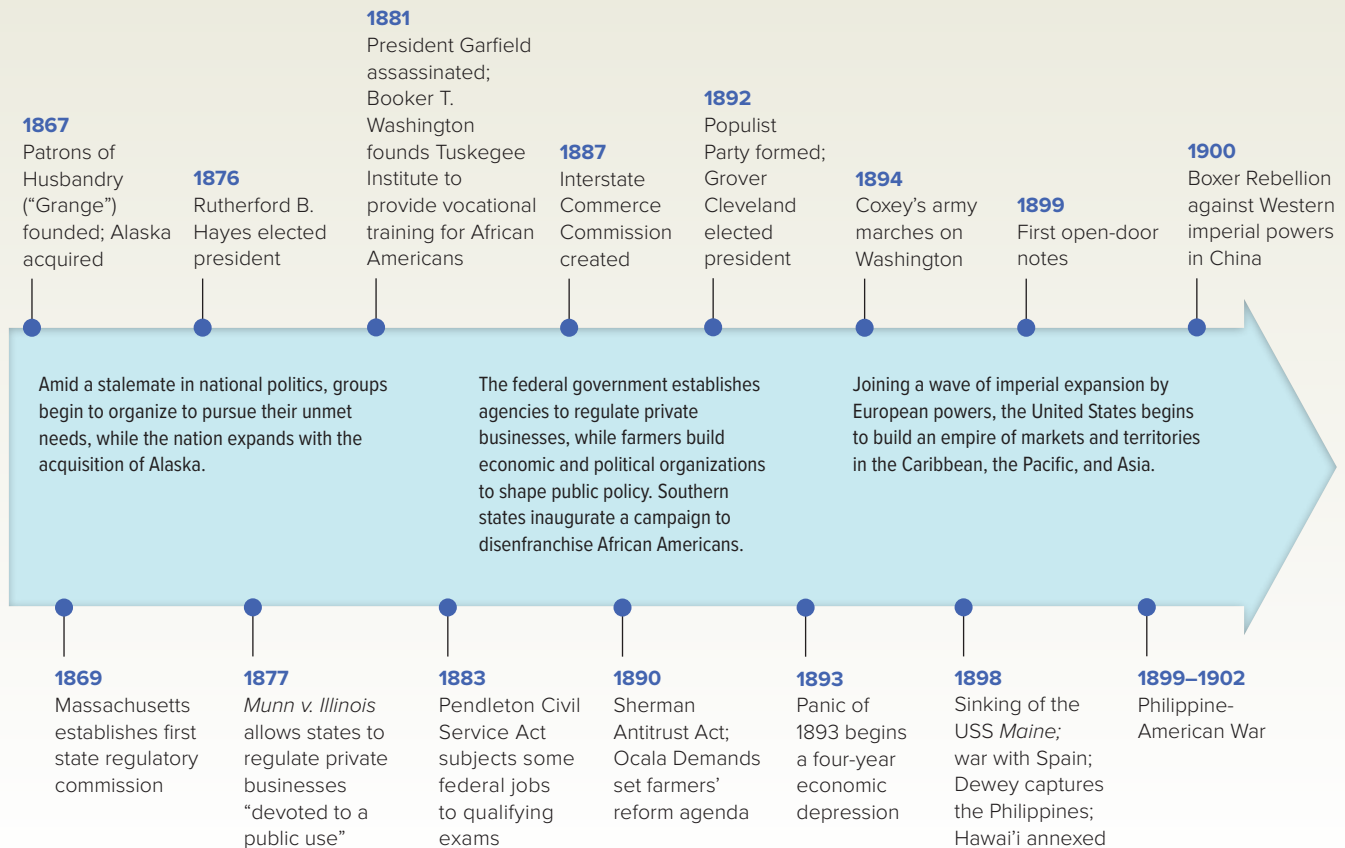 1867
Patrons of
Husbandry
(“Grange”)
founded; Alaska
acquired
1876
Rutherford B.
Hayes elected
president
1881
President Garfield
assassinated;
Booker T.
Washington
founds Tuskegee
Institute to
provide vocational
training for African
Americans
1887
Interstate
Commerce
Commission
created
1892
Populist
Party formed;
Grover
Cleveland
elected
president
1894
Coxey’s army
marches on
Washington
1899
First open-door
notes
1900
Boxer Rebellion
against Western
imperial powers
in China
Amid a stalemate in national politics, groups
begin to organize to pursue their unmet
needs, while the nation expands with the
acquisition of Alaska.
The federal government establishes
agencies to regulate private
businesses, while farmers build
economic and political organizations
to shape public policy. Southern
states inaugurate a campaign to
disenfranchise African Americans.
Joining a wave of imperial expansion by
European powers, the United States begins
to build an empire of markets and territories
in the Caribbean, the Pacific, and Asia.
1869
Massachusetts
establishes first
state regulatory
commission
1877
Munn v. Illinois
allows states to
regulate private
businesses
“devoted to a
public use”
1883
Pendleton Civil
Service Act
subjects some
federal jobs
to qualifying
exams
1890
Sherman
Antitrust Act;
Ocala Demands
set farmers’
reform agenda
1893
Panic of
1893 begins
a four-year
economic
depression
1898
Sinking of the
USS Maine;
war with Spain;
Dewey captures
the Philippines;
Hawai’i annexed
1899–1902
Philippine-
American War